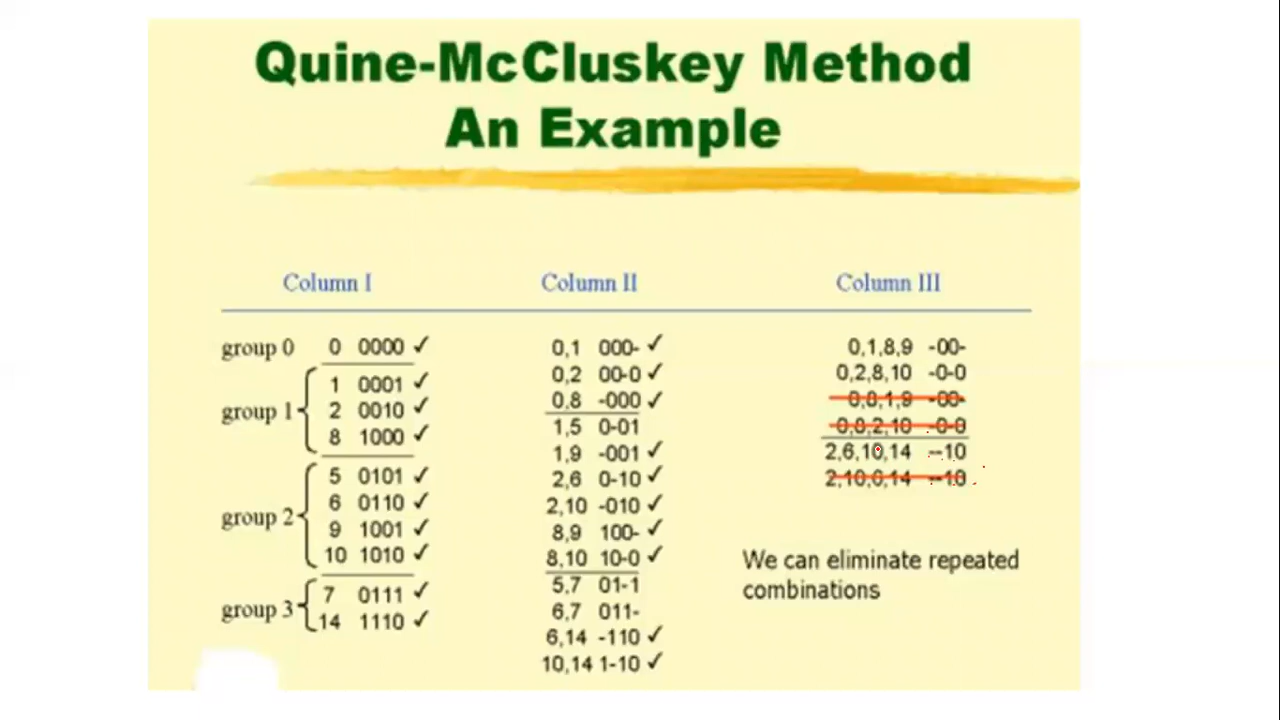 Quine-McCluskey Method
An Example
Column I Column II Column III
group 0 0 0000 ✓
group 1 1 0001 ✓
2 0010 ✓
8 1000 ✓
group 2 5 0101 ✓
6 0110 ✓
9 1001 ✓
10 1010 ✓
group 3 7 0111 ✓
14 1110 ✓
0,1 000- ✓
0,2 00-0 ✓
0,8 -000 ✓
1,5 0-01
1,9 -001 ✓
2,6 0-10 ✓
2,10 -010 ✓
8,9 100- ✓
8,10 10-0 ✓
5,7 01-1
6,7 011-
6,14 -110 ✓
10,14 1-10 ✓
0,1,8,9 -00-
0,2,8,10 -0-0
0,8,1,9 -00-
0,8,2,10 -0-0
2,6,10,14 --10
2,10,6,14 --10
We can eliminate repeated
combinations